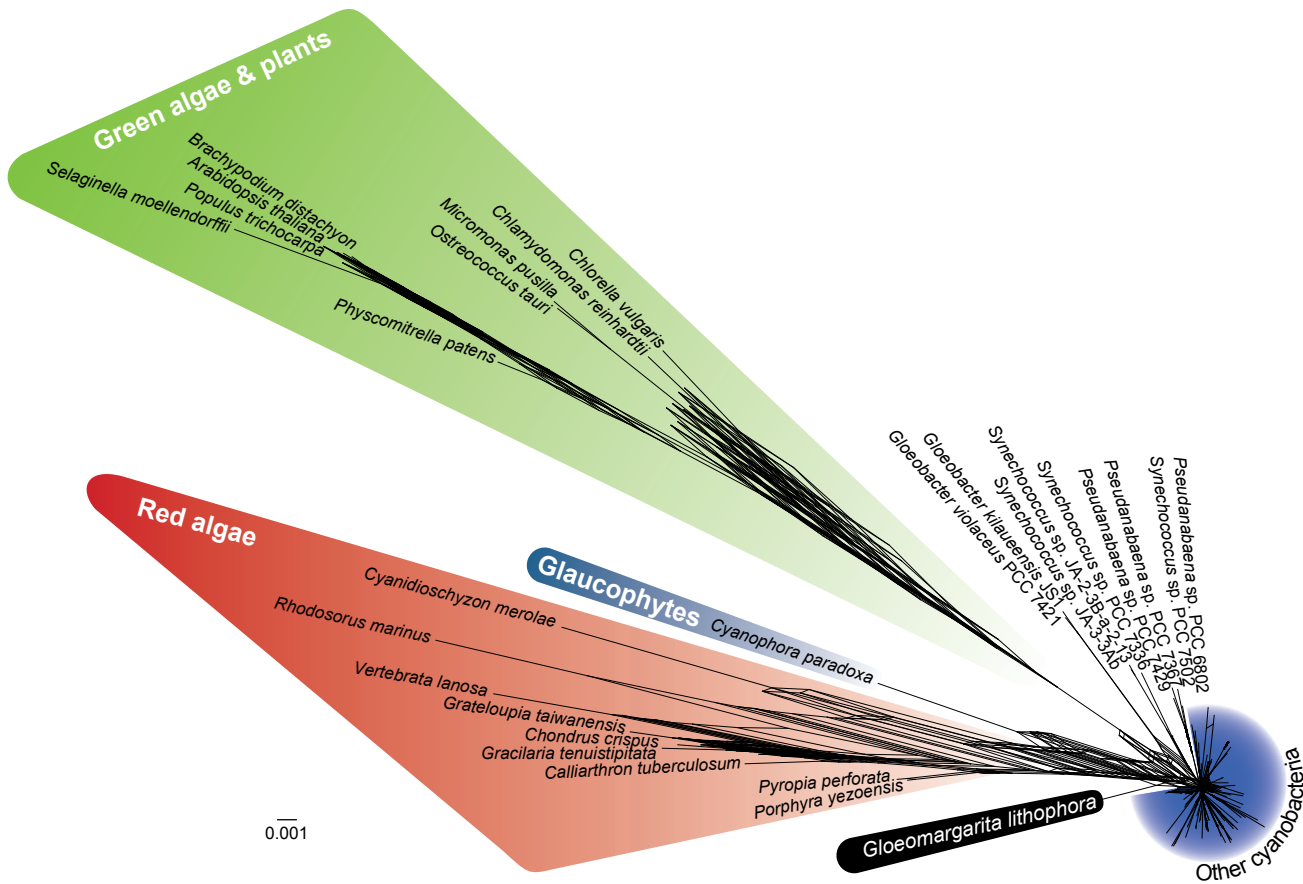 Green algae & plants
Brachypodium distachyon
Arabidopsis thaliana
Populus trichocarpa
Selaginella moellendorffii
Physcomitrella patens
Chlorella vulgaris
Chlamydomonas reinhardtii
Micromonas pusilla
Ostreococcus tauri
Red algae
Cyanidioschyzon merolae
Rhodosorus marinus
Vertebrata lanosa
Grateloupia taiwanensis
Chondrus crispus
Gracilaria tenuistipitata
Calliarthron tuberculosum
Pyropia perforata
Porphyra yezoensis
Glaucophytes
Cyanophora paradoxa
Gloeomargarita lithophora
Gloeobacter violaceus PCC 7421
Gloeobacter kilaueensis JS1
Synechococcus sp. JA-3-3Ab
Synechococcus sp. JA-2-3B-a-2-13
Synechococcus sp. PCC 7336
Pseudanabaena sp. PCC 7429
Pseudanabaena sp. PCC 7367
Synechococcus sp. PCC 7502
Pseudanabaena sp. PCC 6802
Other cyanobacteria
0.001